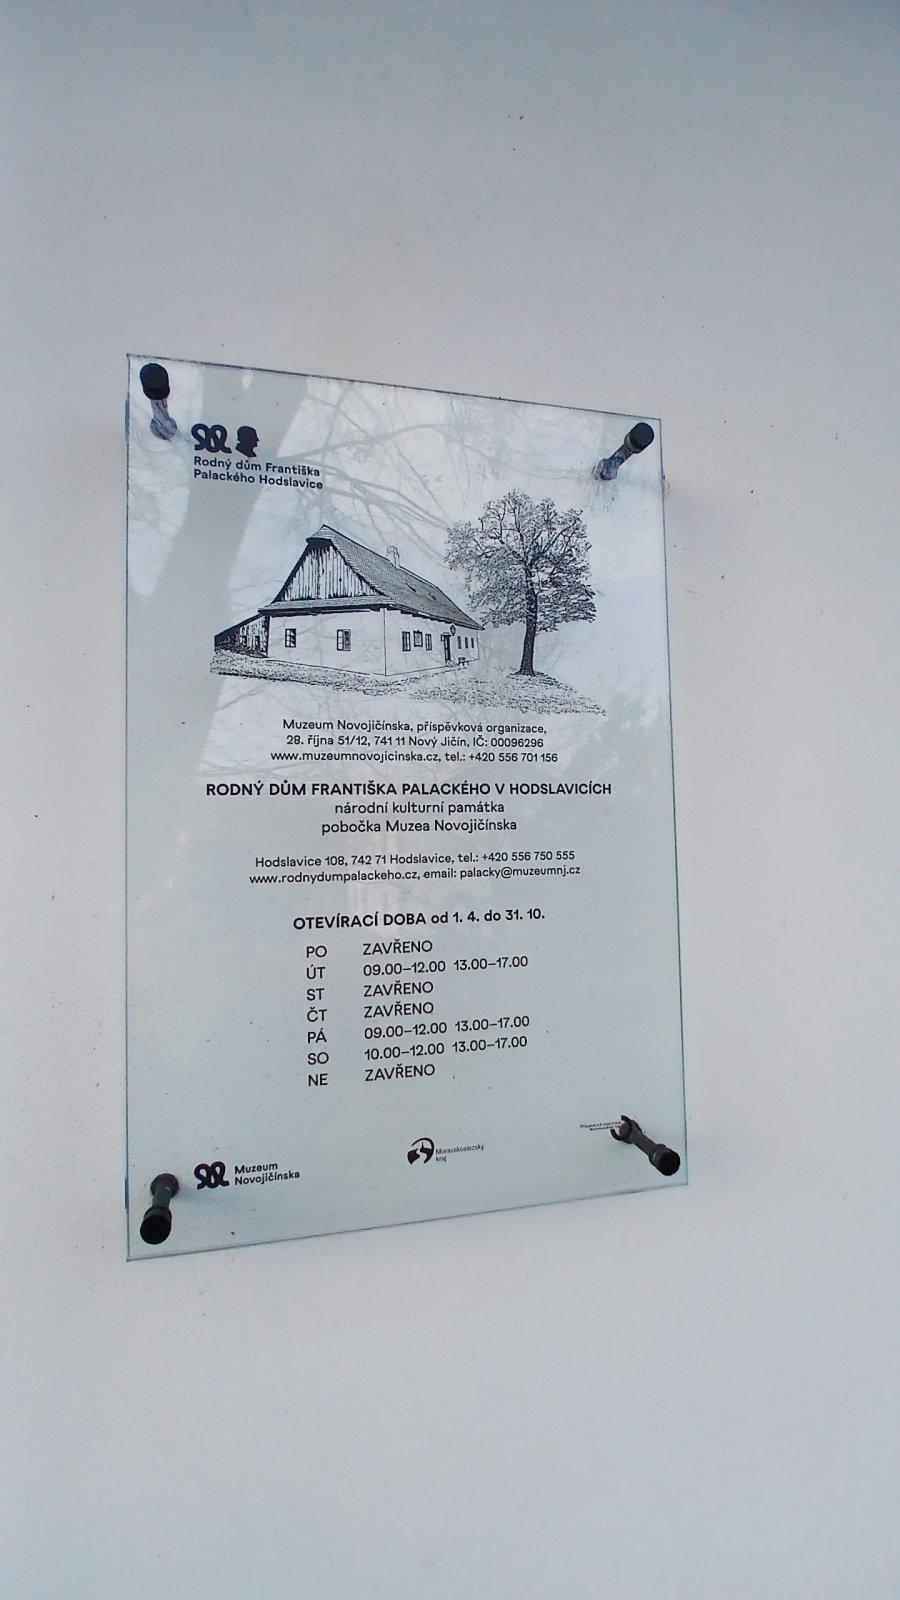 Rodný dům Františka
Palackého Hodslavice
Muzeum Novojičínska, příspěvková organizace,
28. října 51/12, 741 11 Nový Jičín, IČ: 00096296
www.muzeumnovojicinska.cz, tel.: +420 556 701 156
RODNÝ DŮM FRANTIŠKA PALACKÉHO V HODSLAVICÍCH
národní kulturní památka
pobočka Muzea Novojičínska
Hodslavice 108, 742 71 Hodslavice, tel.: +420 556 750 555
www.rodnydumpalackeho.cz, email: palacky@muzeumnj.cz
OTEVÍRACÍ DOBA od 1. 4. do 31. 10.
PO ZAVŘENO
ÚT 09.00–12.00 13.00–17.00
ST ZAVŘENO
ČT ZAVŘENO
PÁ 09.00–12.00 13.00–17.00
SO 10.00–12.00 13.00–17.00
NE ZAVŘENO
Muzeum
Novojičínska
Moravskoslezský
kraj